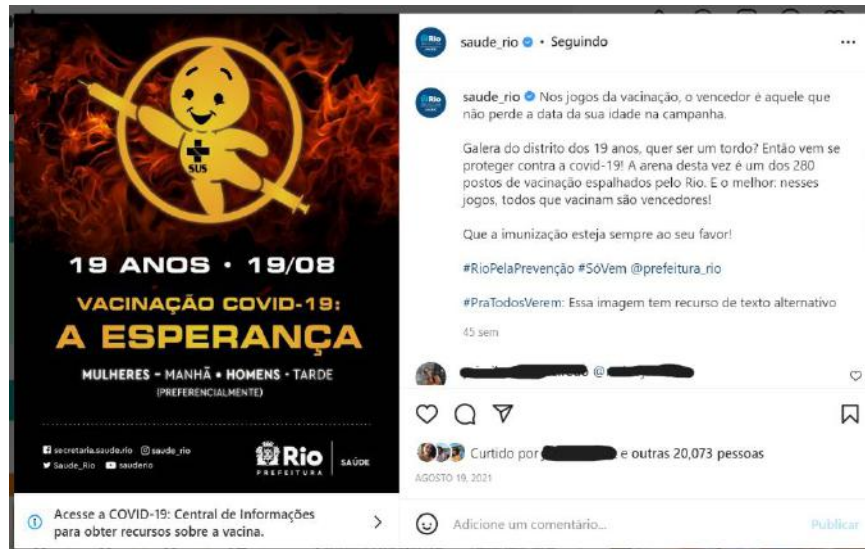 SUS
19 ANOS • 19/08
VACINAÇÃO COVID-19:
A ESPERANÇA
MULHERES - MANHÃ • HOMENS - TARDE
(PREFERENCIALMENTE)
secretaria.saude.rio saude_rio
Saude_Rio sauderio
Rio
PREFEITURA
SAÚDE
Acesse a COVID-19: Central de Informações
para obter recursos sobre a vacina.
saude_rio • Seguindo
saude_rio Nos jogos da vacinação, o vencedor é aquele que
não perde a data da sua idade na campanha.
Galera do distrito dos 19 anos, quer ser um tordo? Então vem se
proteger contra a covid-19! A arena desta vez é um dos 280
postos de vacinação espalhados pelo Rio. E o melhor: nesses
jogos, todos que vacinam são vencedores!
Que a imunização esteja sempre ao seu favor!
#RioPelaPrevenção #SóVem @prefeitura_rio
#PraTodosVerem: Essa imagem tem recurso de texto alternativo
45 sem
@
Curtido por e outras 20,073 pessoas
AGOSTO 19, 2021
Adicione um comentário...
Publicar